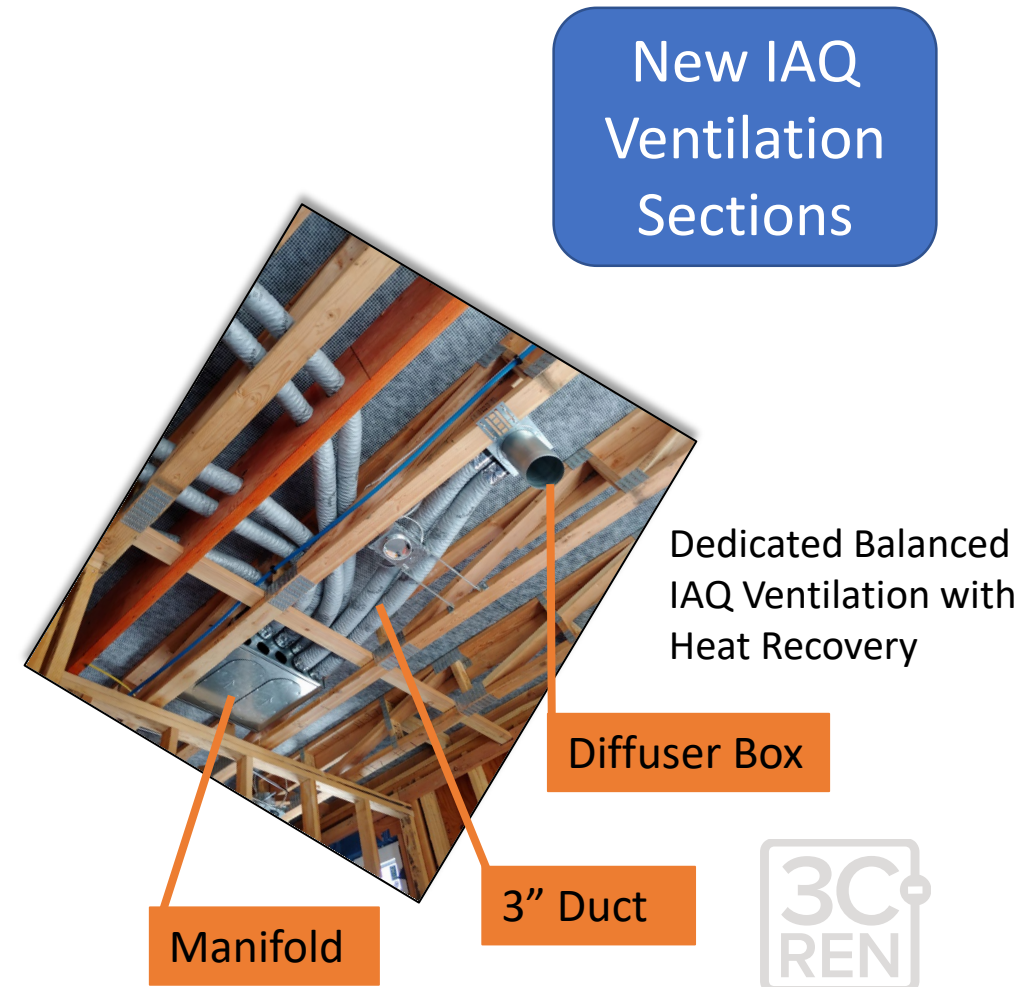 New IAQ
Ventilation
Sections
Dedicated Balanced
IAQ Ventilation with
Heat Recovery
Diffuser Box
3” Duct
Manifold
3C-
REN